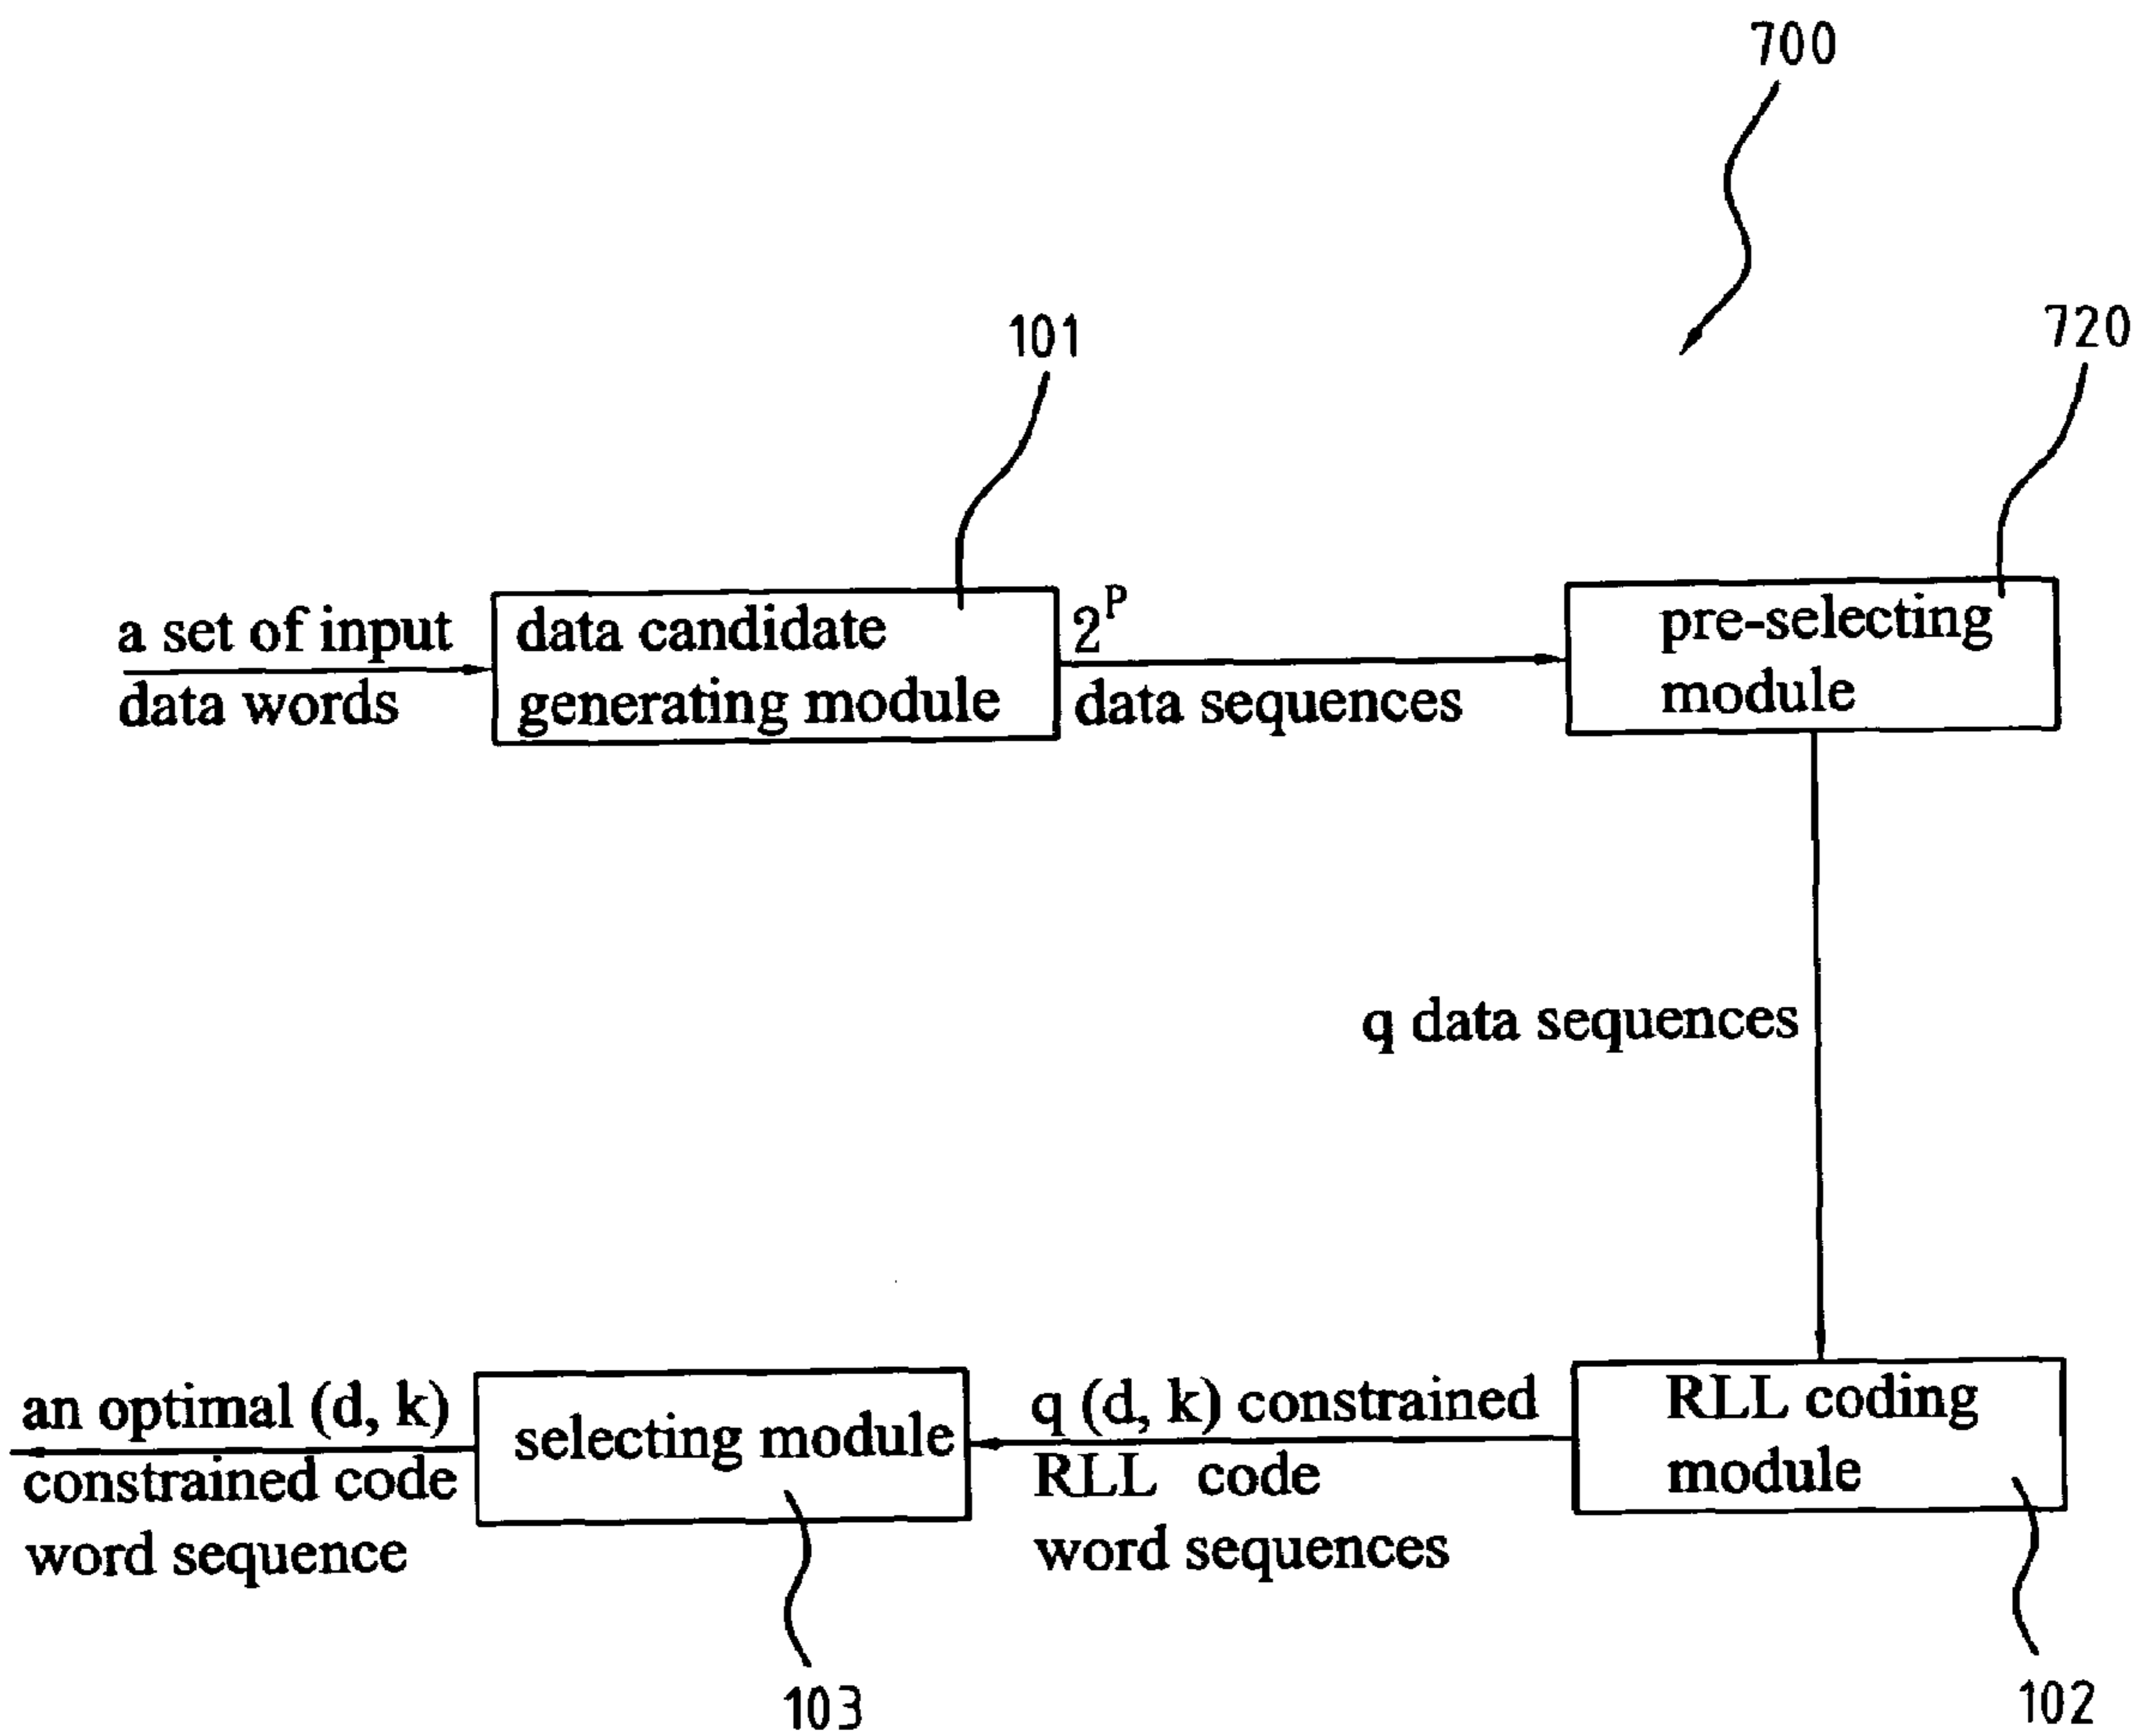 700
101
720
a set of input
data words
data candidate
generating module
2^P
data sequences
pre-selecting
module
q data sequences
an optimal (d, k)
constrained code
word sequence
selecting module
q (d, k) constrained
RLL code
word sequences
RLL coding
module
103
102